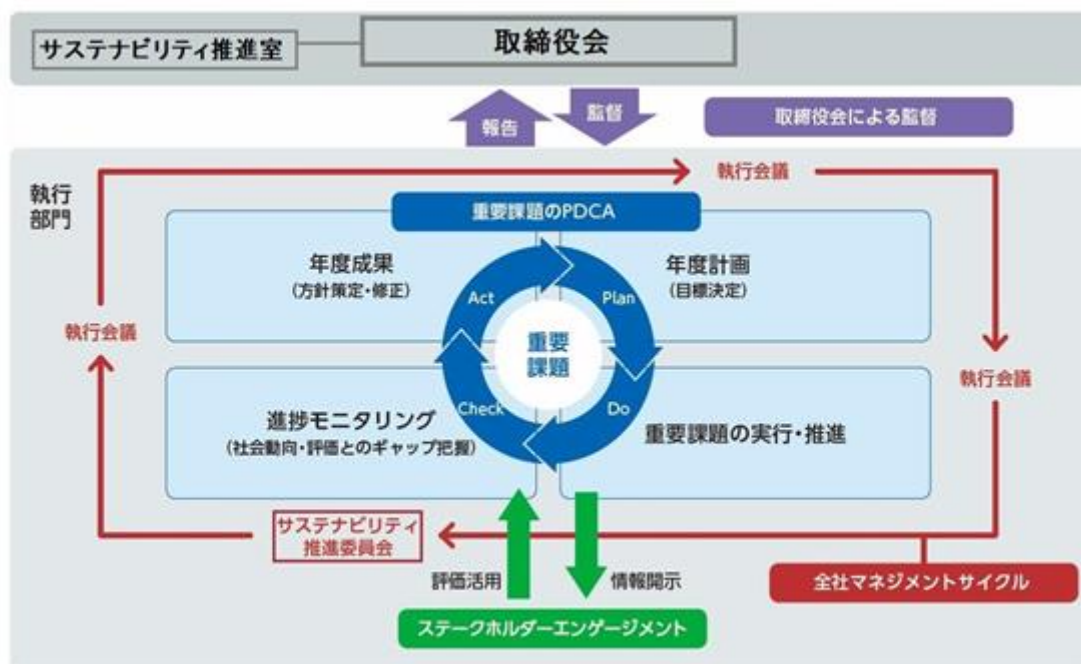 サステナビリティ推進室
取締役会
報告
監督
取締役会による監督
執行
部門
執行会議
重要課題のPDCA
年度成果
(方針策定・修正)
Act
Plan
年度計画
(目標決定)
執行会議
重要
課題
執行会議
進捗モニタリング
(社会動向・評価とのギャップ把握)
Check
Do
重要課題の実行・推進
サステナビリティ
推進委員会
評価活用
情報開示
全社マネジメントサイクル
ステークホルダーエンゲージメント